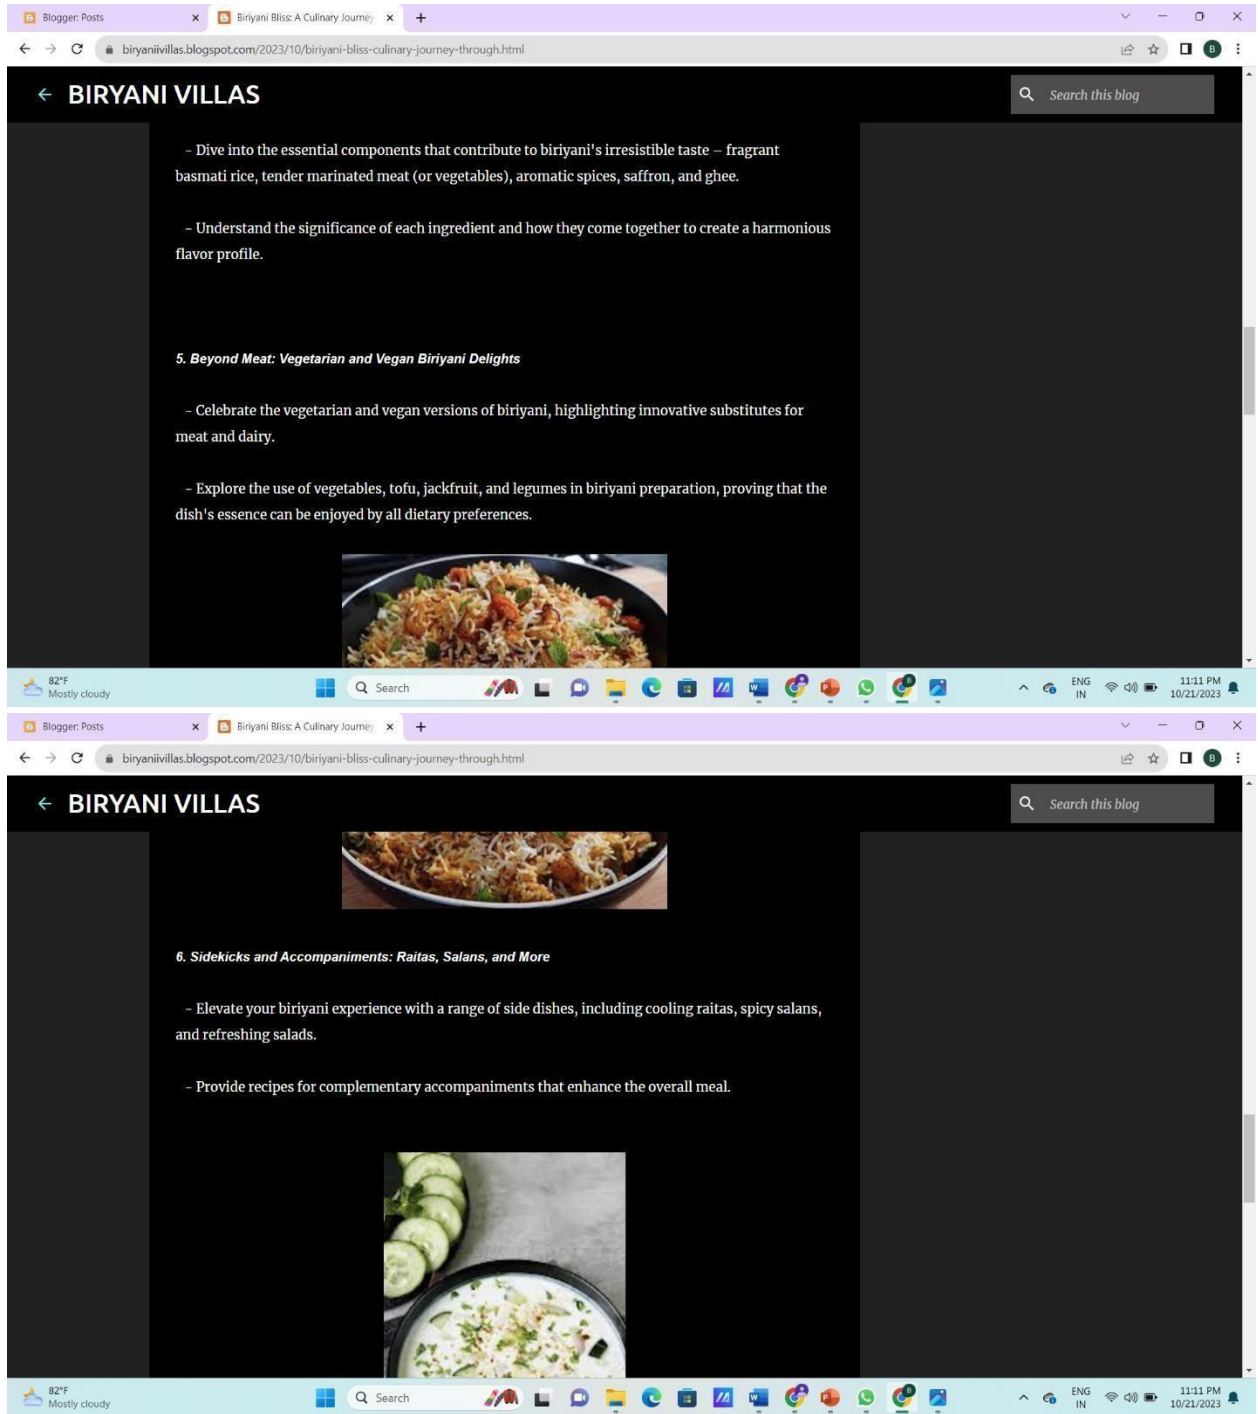 Blogger: Posts
Biriyani Bliss: A Culinary Journey
biryaniivillas.blogspot.com/2023/10/biriyani-bliss-culinary-journey-through.html
B
BIRYANI VILLAS
Search this blog
- Dive into the essential components that contribute to biriyani's irresistible taste – fragrant
basmati rice, tender marinated meat (or vegetables), aromatic spices, saffron, and ghee.
- Understand the significance of each ingredient and how they come together to create a harmonious
flavor profile.
5. Beyond Meat: Vegetarian and Vegan Biriyani Delights
- Celebrate the vegetarian and vegan versions of biriyani, highlighting innovative substitutes for
meat and dairy.
- Explore the use of vegetables, tofu, jackfruit, and legumes in biriyani preparation, proving that the
dish's essence can be enjoyed by all dietary preferences.
82°F
Mostly cloudy
Search
ENG
IN
11:11 PM
10/21/2023
Blogger: Posts
Biriyani Bliss: A Culinary Journey
biryaniivillas.blogspot.com/2023/10/biriyani-bliss-culinary-journey-through.html
B
BIRYANI VILLAS
Search this blog
6. Sidekicks and Accompaniments: Raitas, Salans, and More
- Elevate your biriyani experience with a range of side dishes, including cooling raitas, spicy salans,
and refreshing salads.
- Provide recipes for complementary accompaniments that enhance the overall meal.
82°F
Mostly cloudy
Search
ENG
IN
11:11 PM
10/21/2023